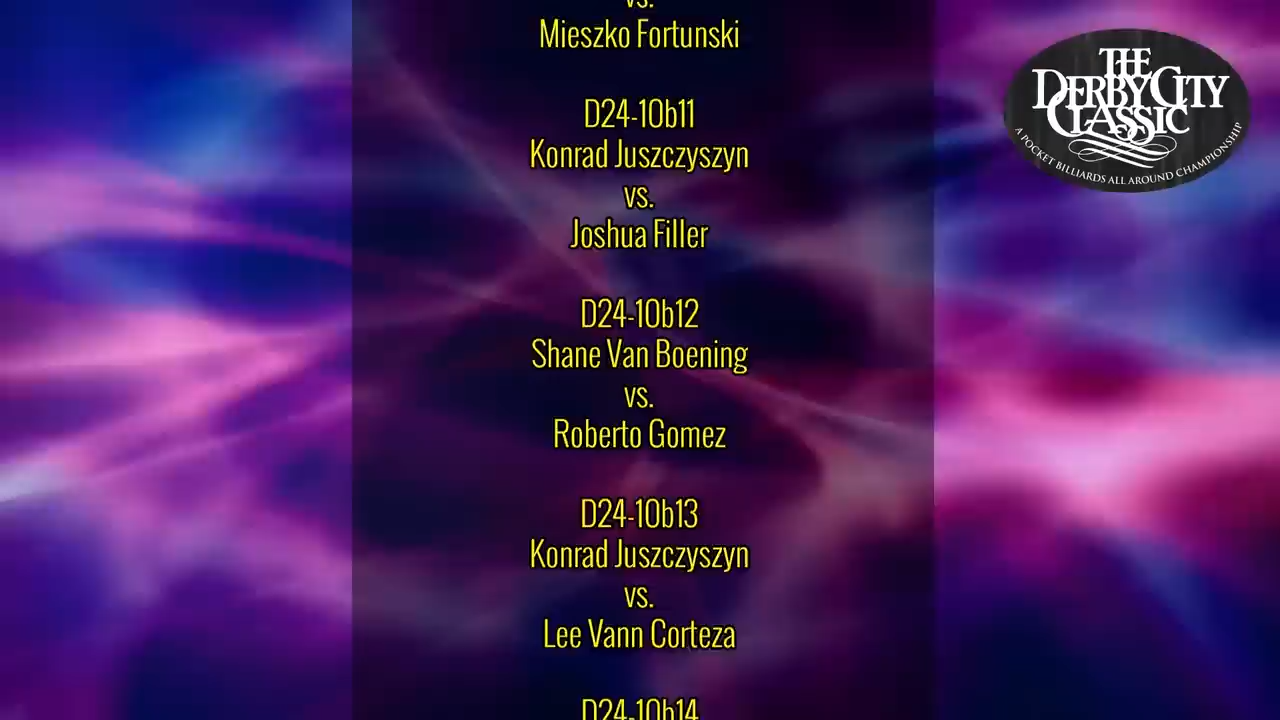 vs.
Mieszko Fortunski
D24-10b11
Konrad Juszczyszyn
vs.
Joshua Filler
D24-10b12
Shane Van Boening
vs.
Roberto Gomez
D24-10b13
Konrad Juszczyszyn
vs.
Lee Vann Corteza
D24-10b14
THE
DERBY CITY
CLASSIC
A POCKET BILLIARDS ALL AROUND CHAMPIONSHIP